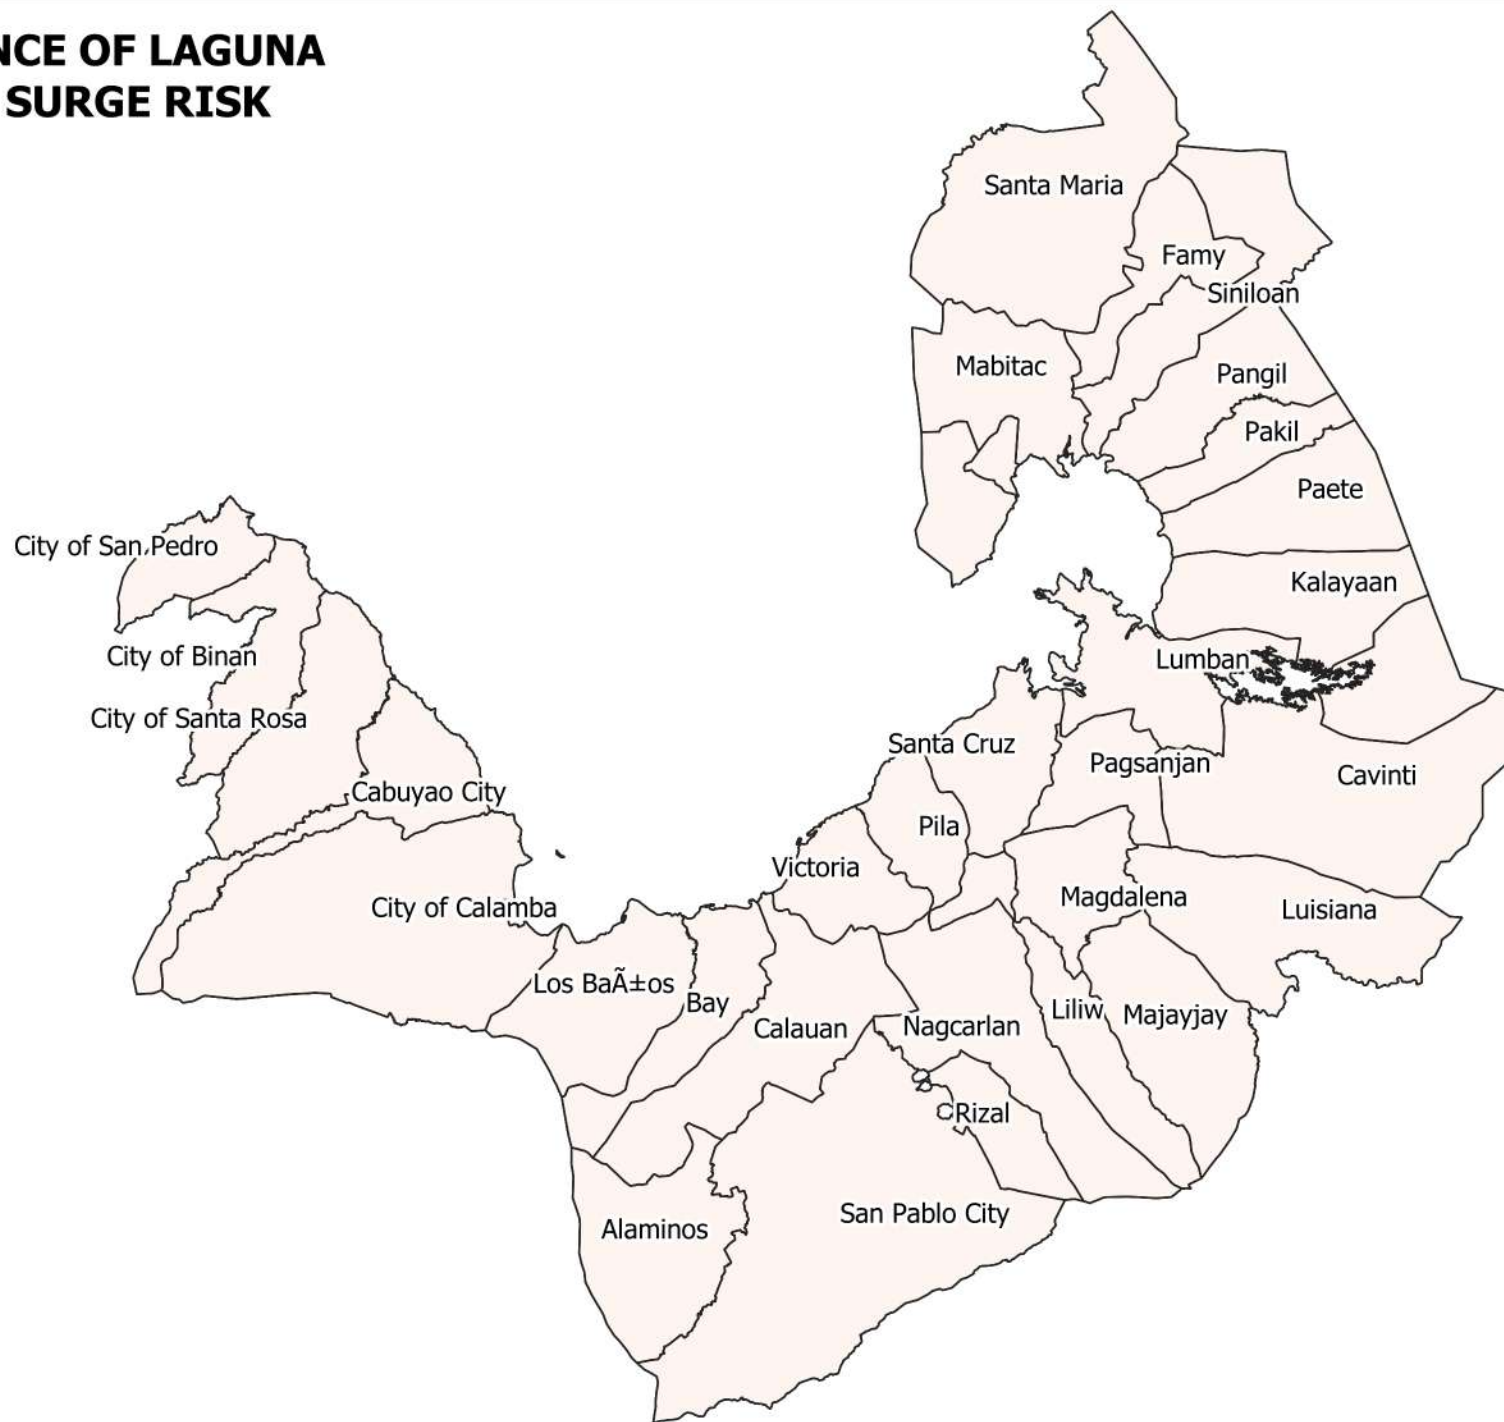 NCE OF LAGUNA
SURGE RISK
Santa Maria
Famy
Siniloan
Mabitac
Pangil
Pakil
Paete
City of San Pedro
Kalayaan
City of Binan
Lumban
City of Santa Rosa
Santa Cruz
Pagsanjan
Cavinti
Cabuyao City
Pila
Victoria
Magdalena
City of Calamba
Luisiana
Los BaÃ±os
Bay
Liliw
Majayjay
Calauan
Nagcarlan
Rizal
San Pablo City
Alaminos